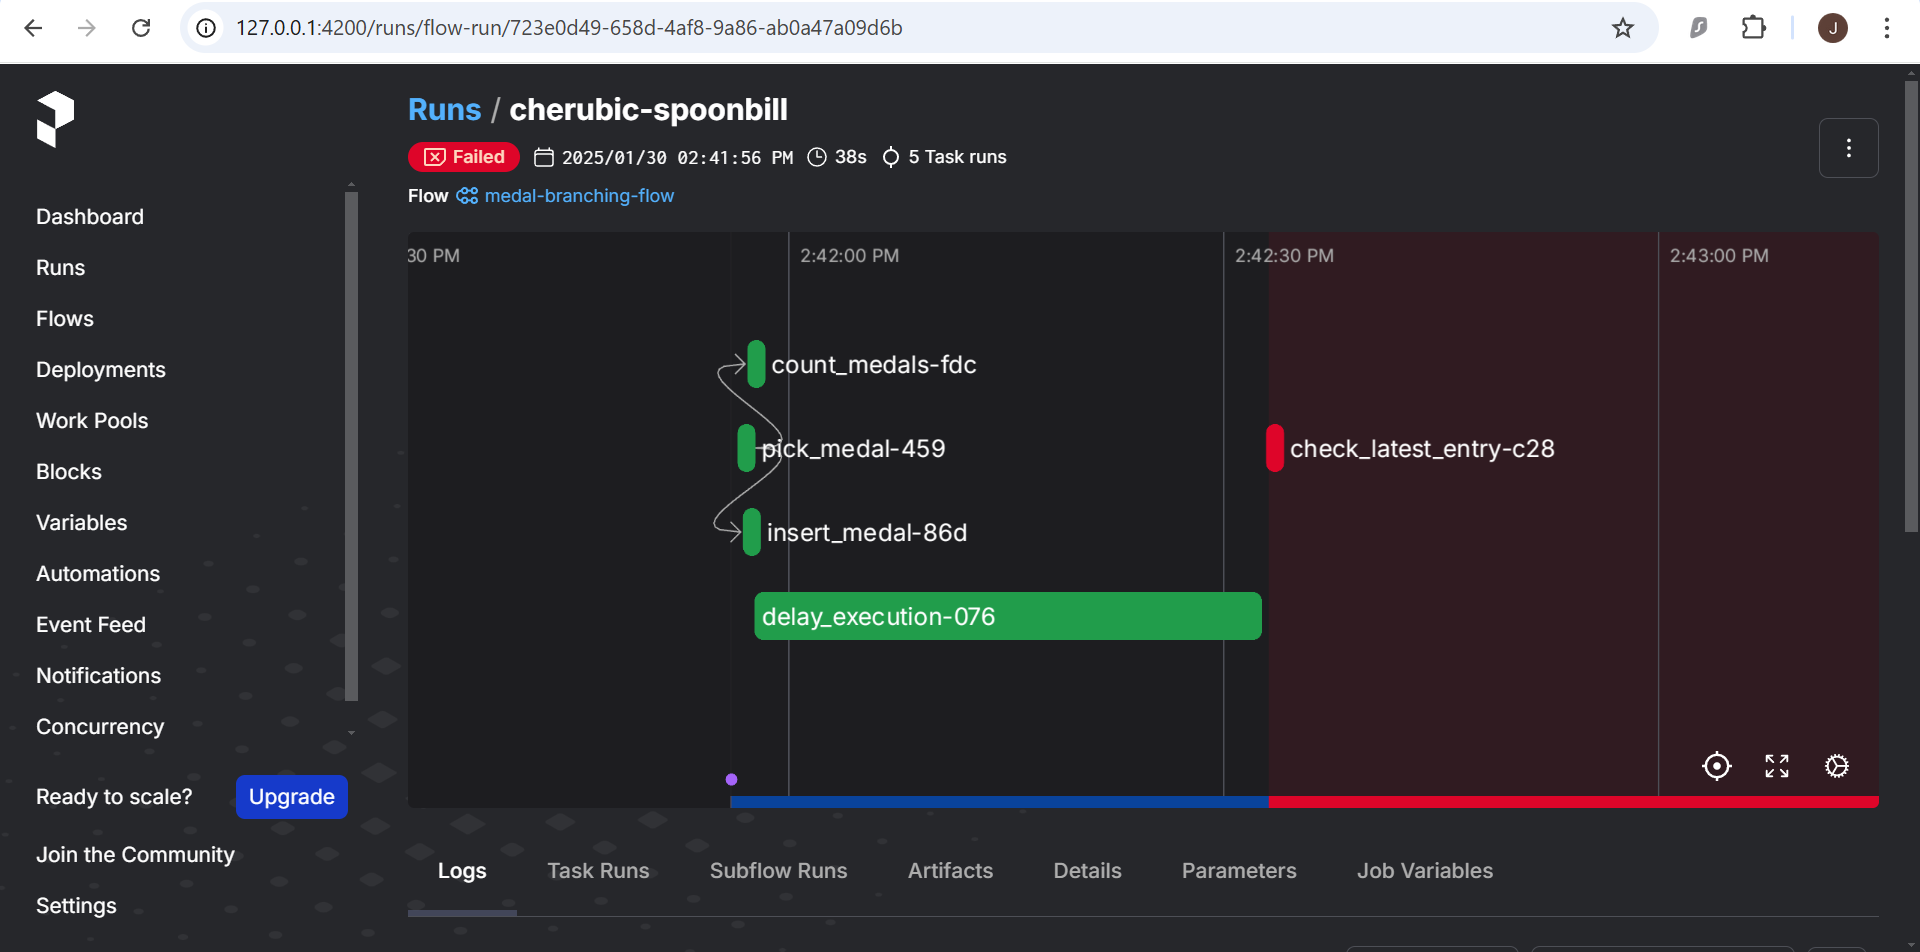 127.0.0.1:4200/runs/flow-run/723e0d49-658d-4af8-9a86-ab0a47a09d6b
J
Runs / cherubic-spoonbill
Failed 2025/01/30 02:41:56 PM 38s 5 Task runs
Flow medal-branching-flow
Dashboard
Runs
Flows
Deployments
Work Pools
Blocks
Variables
Automations
Event Feed
Notifications
Concurrency
Ready to scale? Upgrade
Join the Community
Settings
30 PM 2:42:00 PM 2:42:30 PM 2:43:00 PM
count_medals-fdc
pick_medal-459 check_latest_entry-c28
insert_medal-86d
delay_execution-076
Logs Task Runs Subflow Runs Artifacts Details Parameters Job Variables